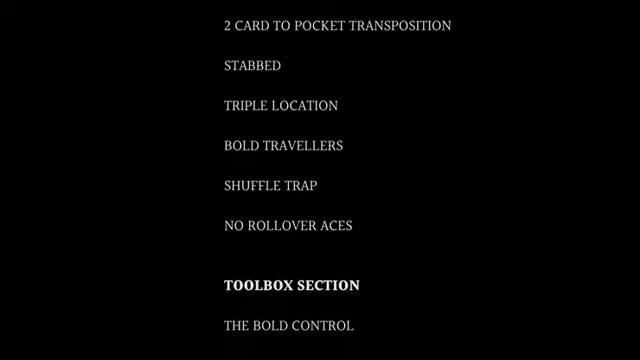 2 CARD TO POCKET TRANSPOSITION
STABBED
TRIPLE LOCATION
BOLD TRAVELLERS
SHUFFLE TRAP
NO ROLLOVER ACES
TOOLBOX SECTION
THE BOLD CONTROL